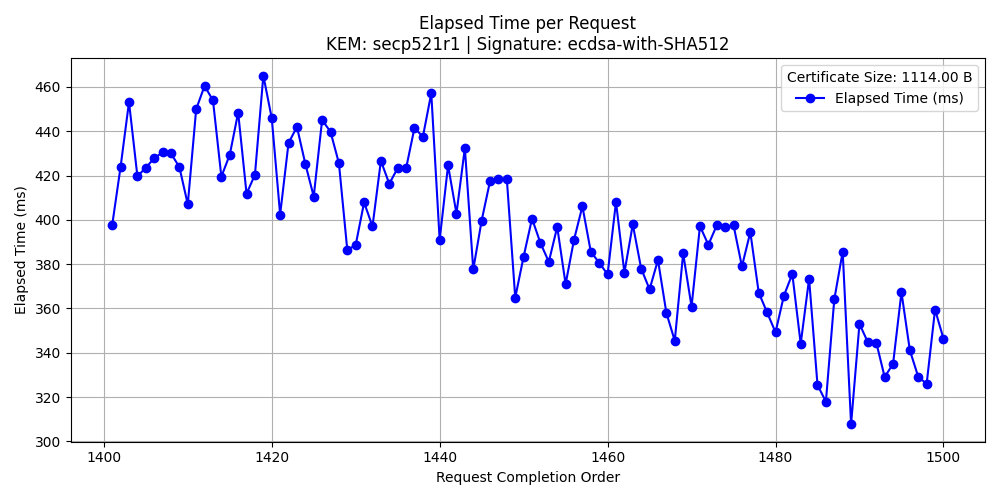 Elapsed Time per Request
KEM: secp521r1 | Signature: ecdsa-with-SHA512
Certificate Size: 1114.00 B
Elapsed Time (ms)
Elapsed Time (ms)
460
440
420
400
380
360
340
320
300
1400
1420
1440
1460
1480
1500
Request Completion Order